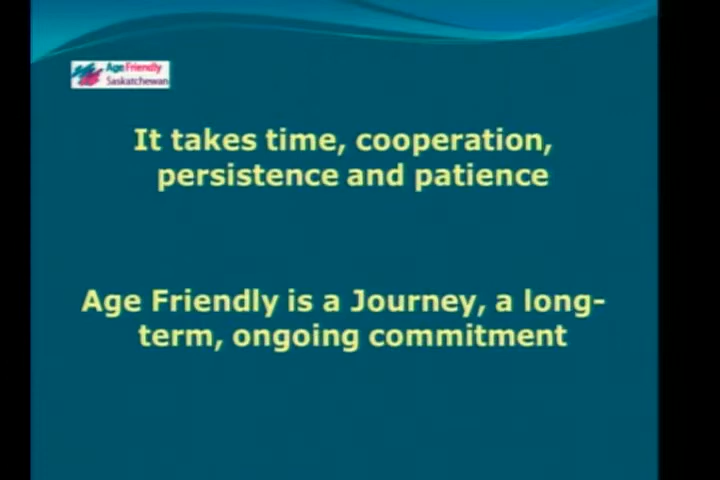 Age Friendly
Saskatchewan
It takes time, cooperation,
persistence and patience
Age Friendly is a Journey, a long-
term, ongoing commitment